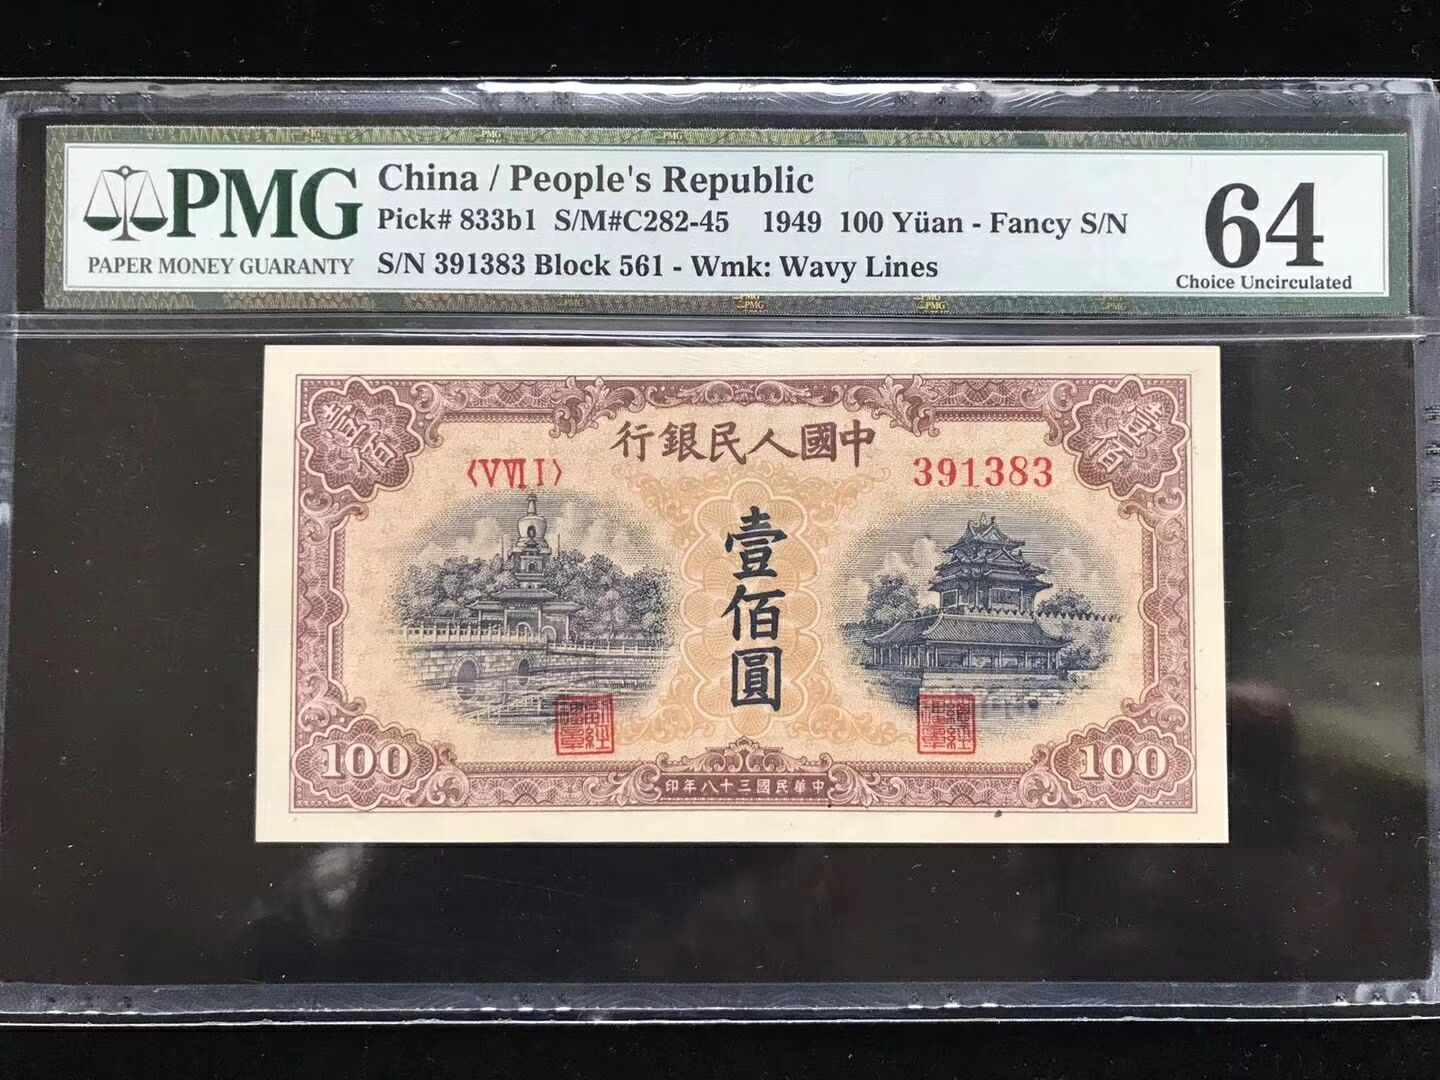 PMG
PAPER MONEY GUARANTY
China / People's Republic
Pick# 833b1 S/M#C282-45 1949 100 Yüan - Fancy S/N
S/N 391383 Block 561 - Wmk: Wavy Lines
64
Choice Uncirculated
行銀民人國中
〈VⅦI〉
391383
壹佰
壹佰
壹佰圓
100
100
印年八十三國民華中